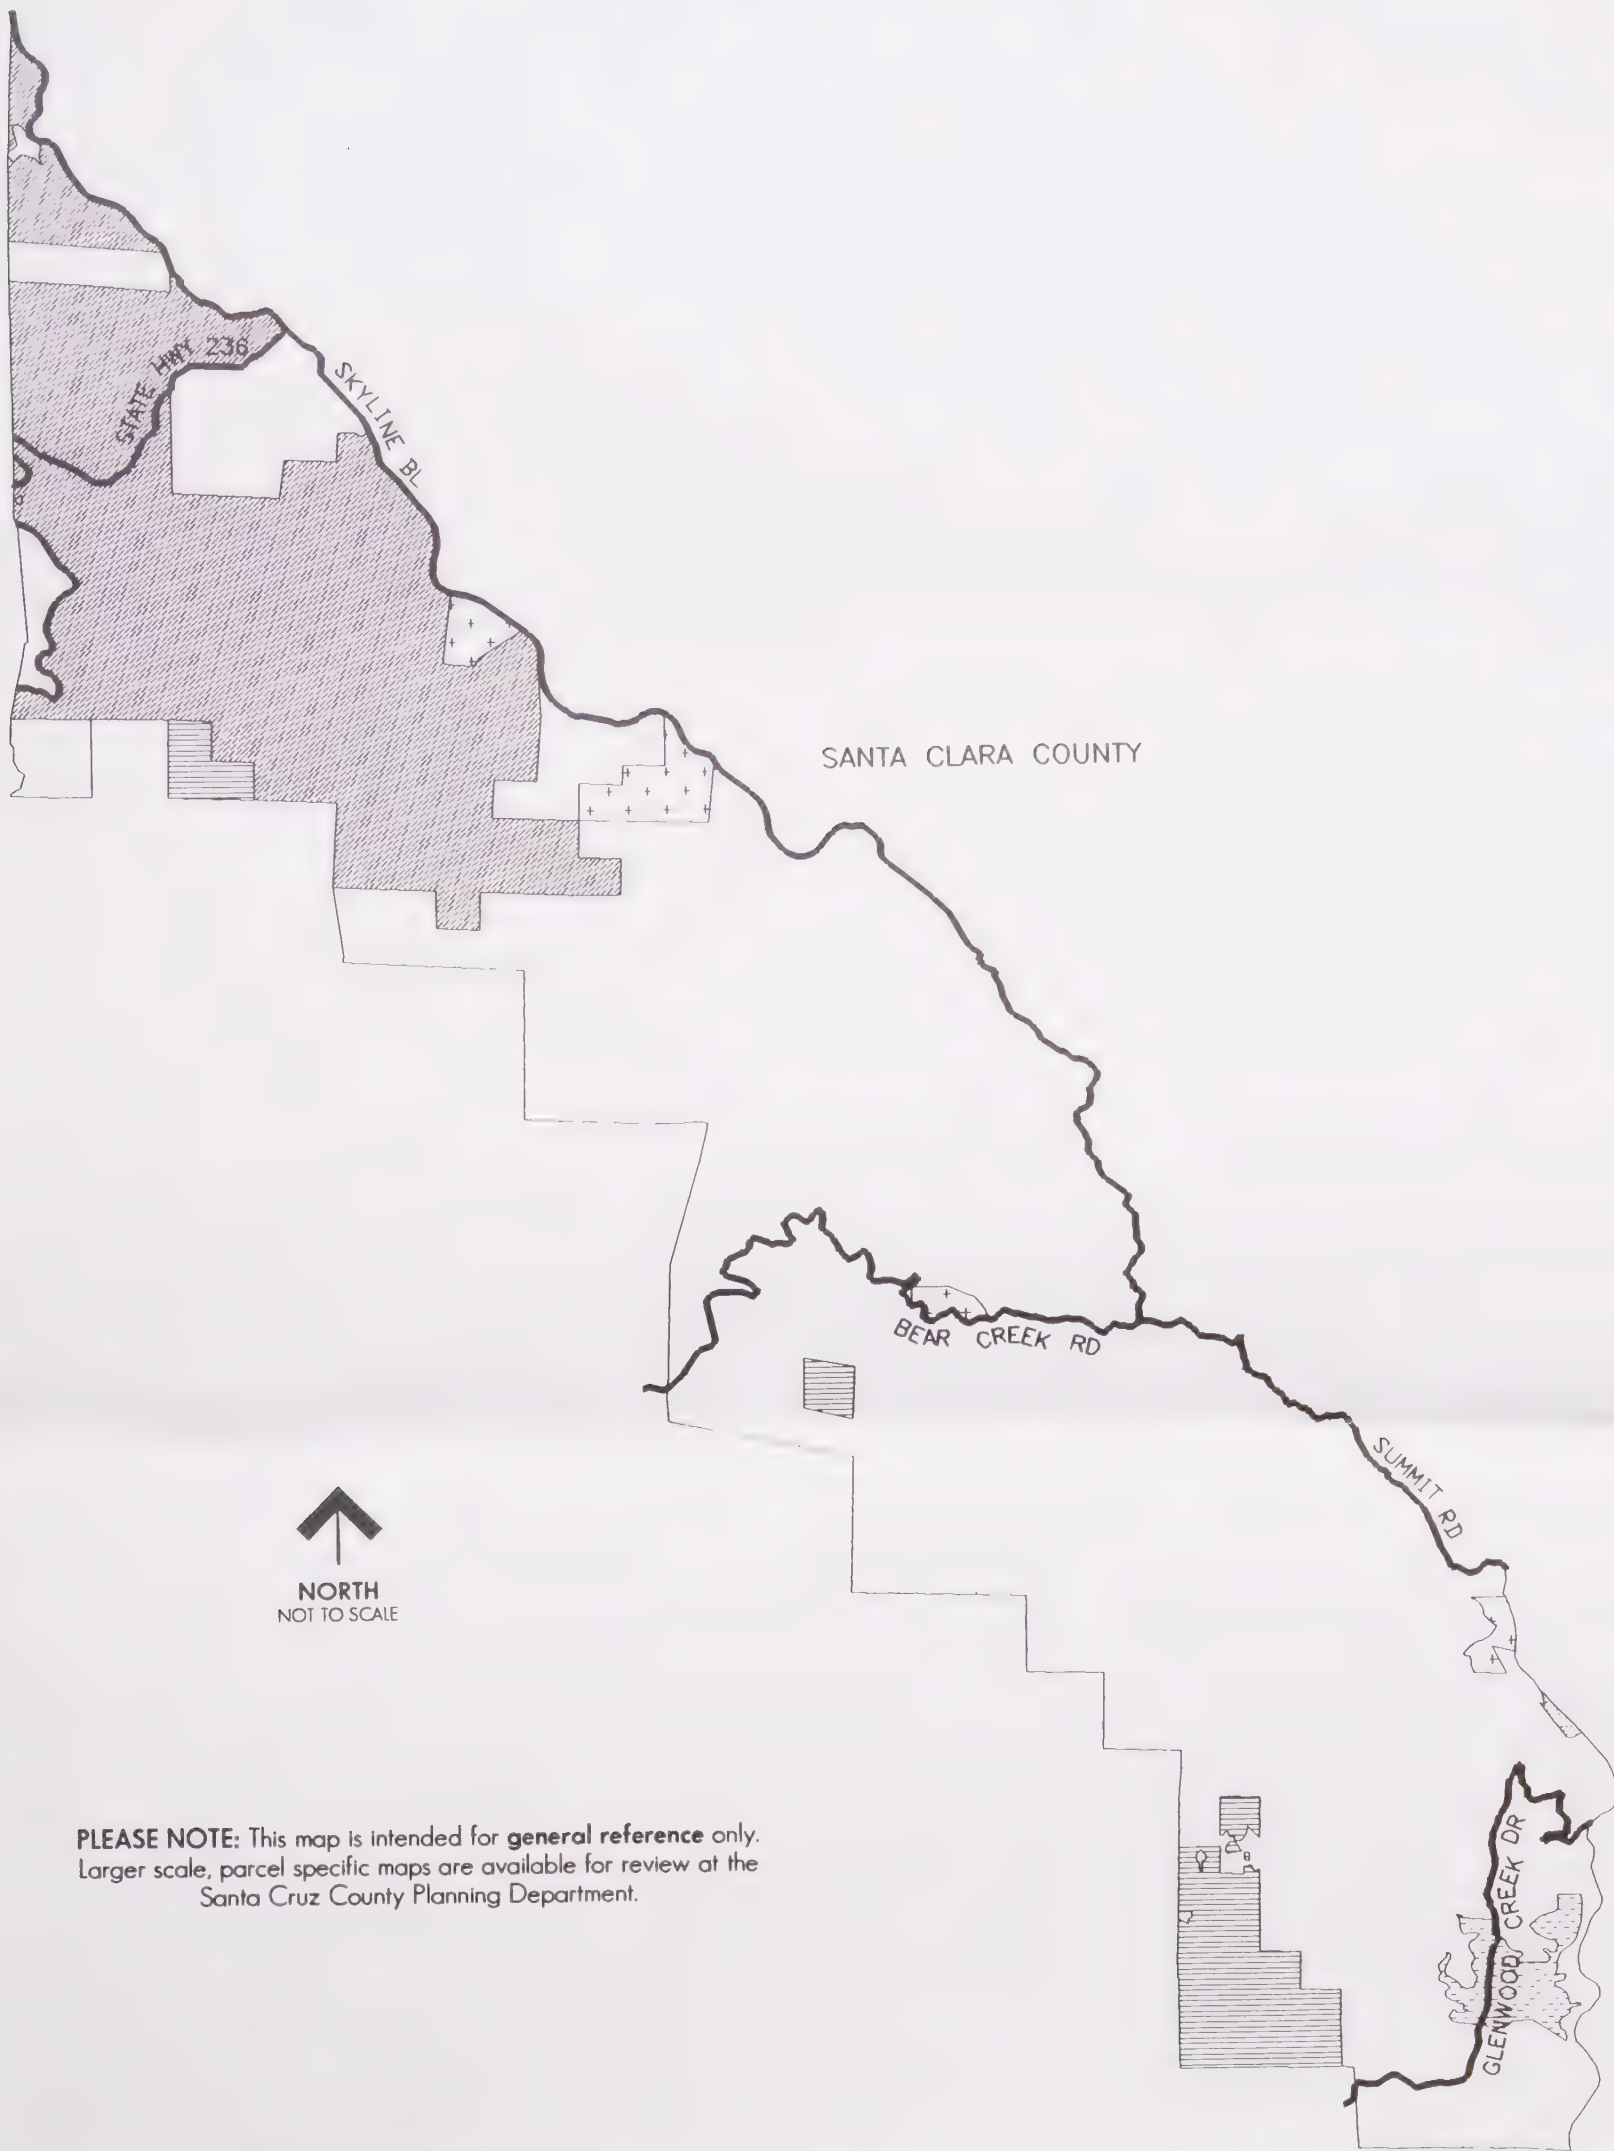 STATE HWY 236
SKYLINE BL
SANTA CLARA COUNTY
BEAR CREEK RD
SUMMIT RD
NORTH
NOT TO SCALE
PLEASE NOTE: This map is intended for general reference only.
Larger scale, parcel specific maps are available for review at the
Santa Cruz County Planning Department.
GLENWOOD CREEK DR